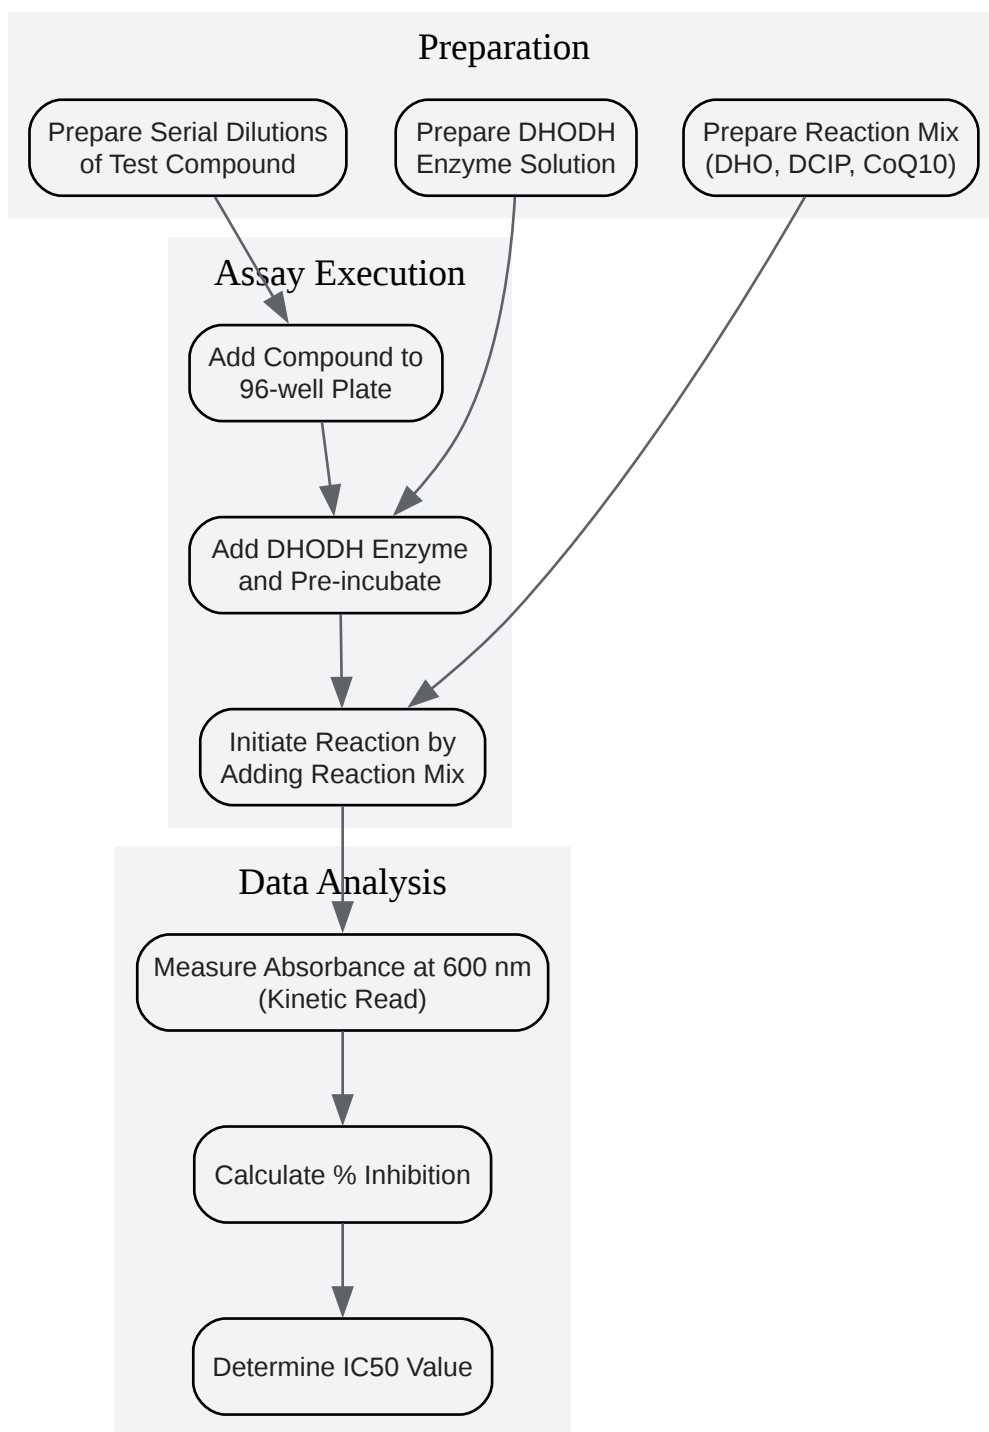 Preparation
Prepare Serial Dilutions
of Test Compound
Prepare DHODH
Enzyme Solution
Prepare Reaction Mix
(DHO, DCIP, CoQ10)
Assay Execution
Add Compound to
96-well Plate
Add DHODH Enzyme
and Pre-incubate
Initiate Reaction by
Adding Reaction Mix
Data Analysis
Measure Absorbance at 600 nm
(Kinetic Read)
Calculate % Inhibition
Determine IC50 Value